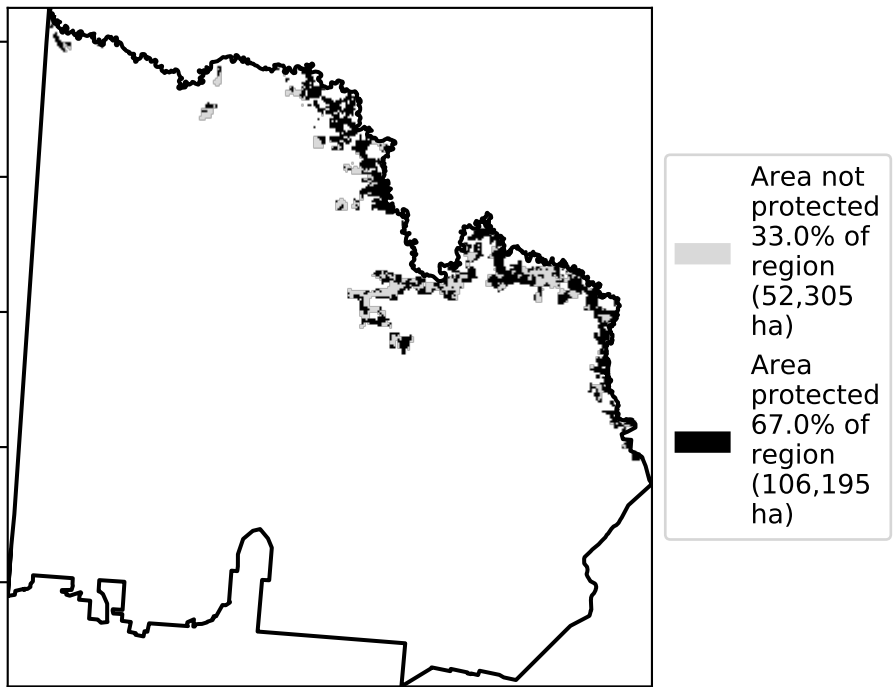 Area not
protected
33.0% of
region
(52,305
ha)
Area
protected
67.0% of
region
(106,195
ha)